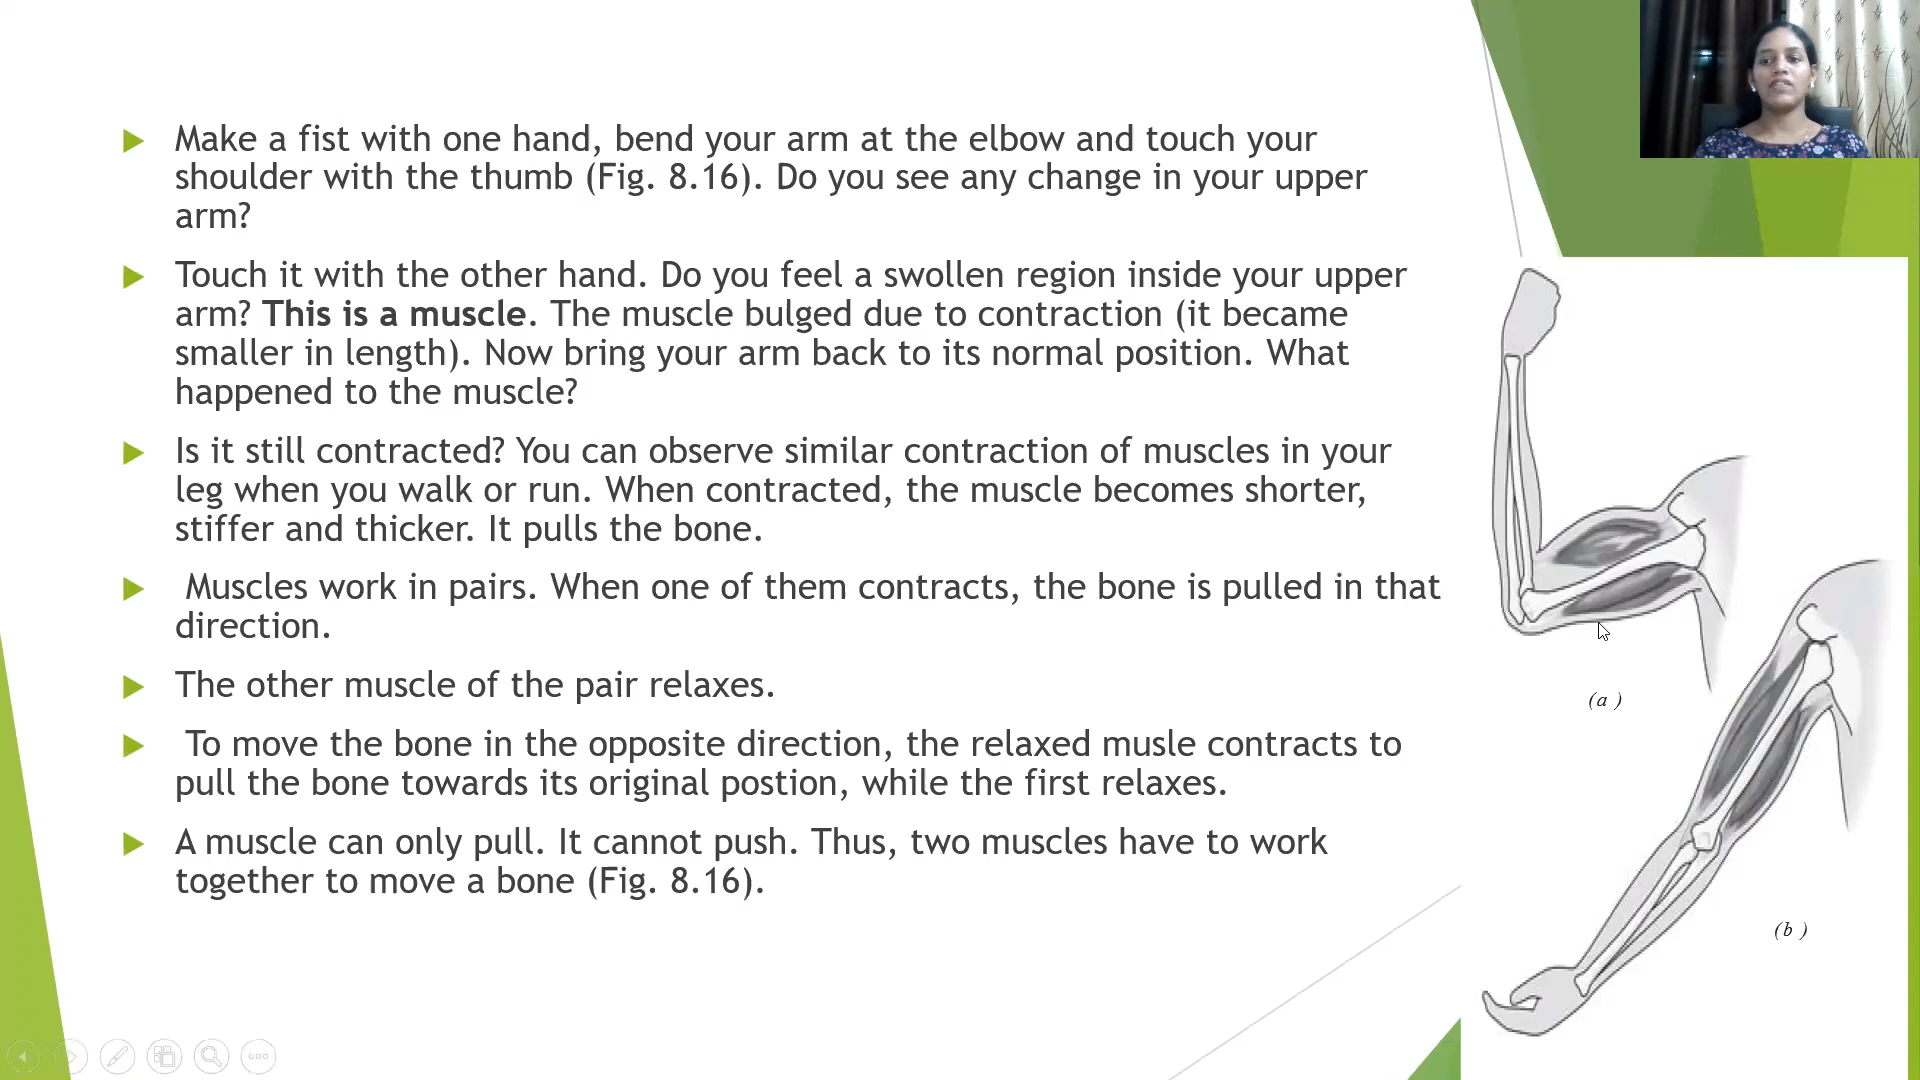 Make a fist with one hand, bend your arm at the elbow and touch your
shoulder with the thumb (Fig. 8.16). Do you see any change in your upper
arm?
Touch it with the other hand. Do you feel a swollen region inside your upper
arm? This is a muscle. The muscle bulged due to contraction (it became
smaller in length). Now bring your arm back to its normal position. What
happened to the muscle?
Is it still contracted? You can observe similar contraction of muscles in your
leg when you walk or run. When contracted, the muscle becomes shorter,
stiffer and thicker. It pulls the bone.
Muscles work in pairs. When one of them contracts, the bone is pulled in that
direction.
The other muscle of the pair relaxes.
To move the bone in the opposite direction, the relaxed musle contracts to
pull the bone towards its original postion, while the first relaxes.
A muscle can only pull. It cannot push. Thus, two muscles have to work
together to move a bone (Fig. 8.16).
(a )
(b )